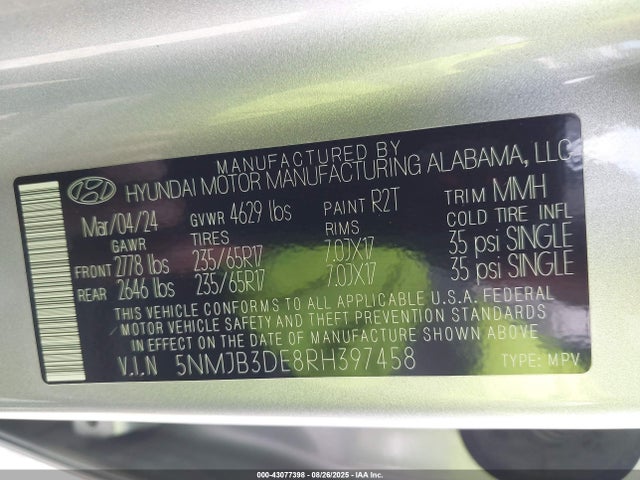 MANUFACTURED BY
HYUNDAI MOTOR MANUFACTURING ALABAMA, LLC
Mar/04/24 GVWR 4629 lbs PAINT R2T TRIM MMH
GAWR TIRES RIMS COLD TIRE INFL
FRONT 2778 lbs 235/65R17 7.0JX17 35 psi SINGLE
REAR 2646 lbs 235/65R17 7.0JX17 35 psi SINGLE
THIS VEHICLE CONFORMS TO ALL APPLICABLE U.S.A. FEDERAL
MOTOR VEHICLE SAFETY AND THEFT PREVENTION STANDARDS
IN EFFECT ON THE DATE OF MANUFACTURE SHOWN ABOVE.
V.I.N 5NMJB3DE8RH397458 TYPE: MPV
000-43077398 - 08/26/2025 - IAA Inc.